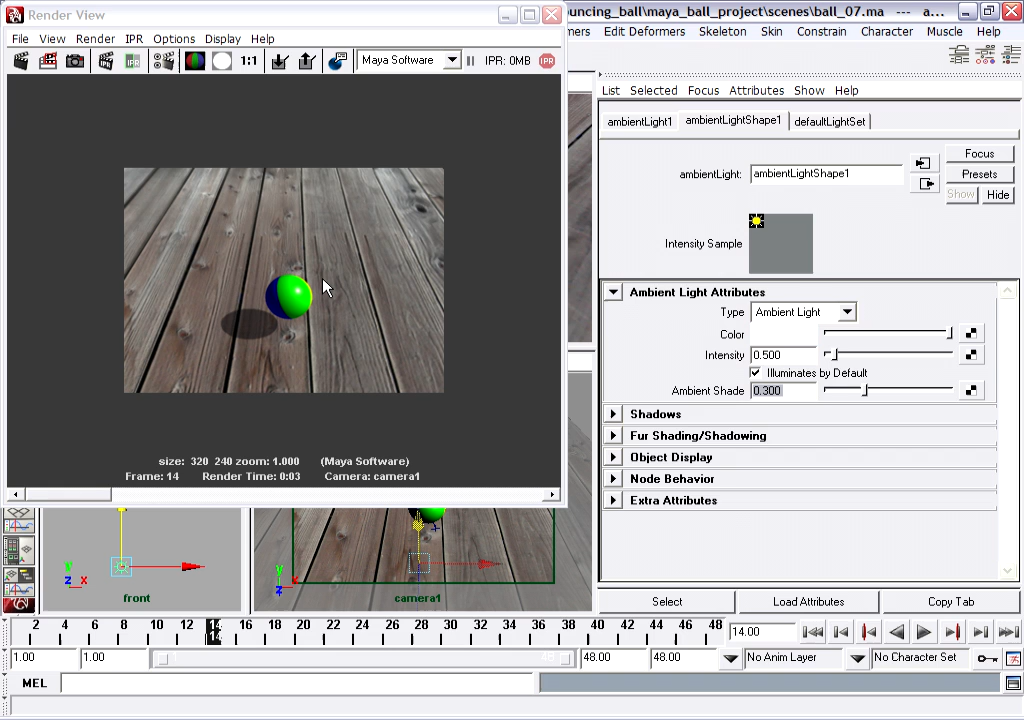 Render View
uncing_ball\maya_ball_project\scenes\ball_07.ma --- a...
File View Render IPR Options Display Help
mers Edit Deformers Skeleton Skin Constrain Character Muscle Help
IPR 1:1 Maya Software IPR: 0MB IPR
List Selected Focus Attributes Show Help
ambientLight1 ambientLightShape1 defaultLightSet
ambientLight: ambientLightShape1
Focus
Presets
Show Hide
Intensity Sample
Ambient Light Attributes
Type Ambient Light
Color
Intensity 0.500
Illuminates by Default
Ambient Shade 0.300
Shadows
Fur Shading/Shadowing
Object Display
Node Behavior
Extra Attributes
size: 320 240 zoom: 1.000 (Maya Software)
Frame: 14 Render Time: 0:03 Camera: camera1
y z x
front
y z x
camera1
Select Load Attributes Copy Tab
2 4 6 8 10 12 14 16 18 20 22 24 26 28 30 32 34 36 38 40 42 44 46 48
14
14.00
1.00 1.00 1 48 48.00 48.00 No Anim Layer No Character Set
MEL